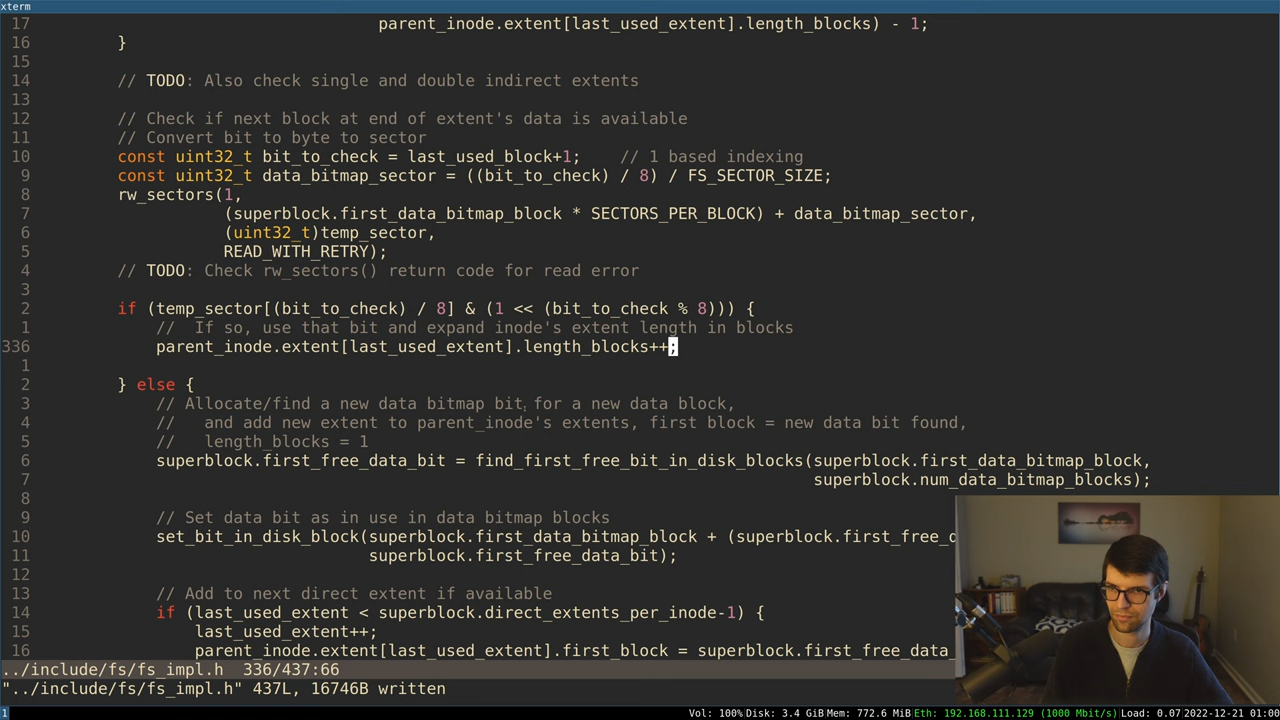 xterm
17 parent_inode.extent[last_used_extent].length_blocks) - 1;
16 }
15
14 // TODO: Also check single and double indirect extents
13
12 // Check if next block at end of extent's data is available
11 // Convert bit to byte to sector
10 const uint32_t bit_to_check = last_used_block+1; // 1 based indexing
9 const uint32_t data_bitmap_sector = ((bit_to_check) / 8) / FS_SECTOR_SIZE;
8 rw_sectors(1,
7 (superblock.first_data_bitmap_block * SECTORS_PER_BLOCK) + data_bitmap_sector,
6 (uint32_t)temp_sector,
5 READ_WITH_RETRY);
4 // TODO: Check rw_sectors() return code for read error
3
2 if (temp_sector[(bit_to_check) / 8] & (1 << (bit_to_check % 8))) {
1 // If so, use that bit and expand inode's extent length in blocks
336 parent_inode.extent[last_used_extent].length_blocks++;
1
2 } else {
3 // Allocate/find a new data bitmap bit for a new data block,
4 // and add new extent to parent_inode's extents, first block = new data bit found,
5 // length_blocks = 1
6 superblock.first_free_data_bit = find_first_free_bit_in_disk_blocks(superblock.first_data_bitmap_block,
7 superblock.num_data_bitmap_blocks);
8
9 // Set data bit as in use in data bitmap blocks
10 set_bit_in_disk_block(superblock.first_data_bitmap_block + (superblock.first_free_d
11 superblock.first_free_data_bit);
12
13 // Add to next direct extent if available
14 if (last_used_extent < superblock.direct_extents_per_inode-1) {
15 last_used_extent++;
16 parent_inode.extent[last_used_extent].first_block = superblock.first_free_data_
../include/fs/fs_impl.h 336/437:66
"../include/fs/fs_impl.h" 437L, 16746B written
1 Vol: 100% Disk: 3.4 GiB Mem: 772.6 MiB Eth: 192.168.111.129 (1000 Mbit/s) Load: 0.07 2022-12-21 01:00